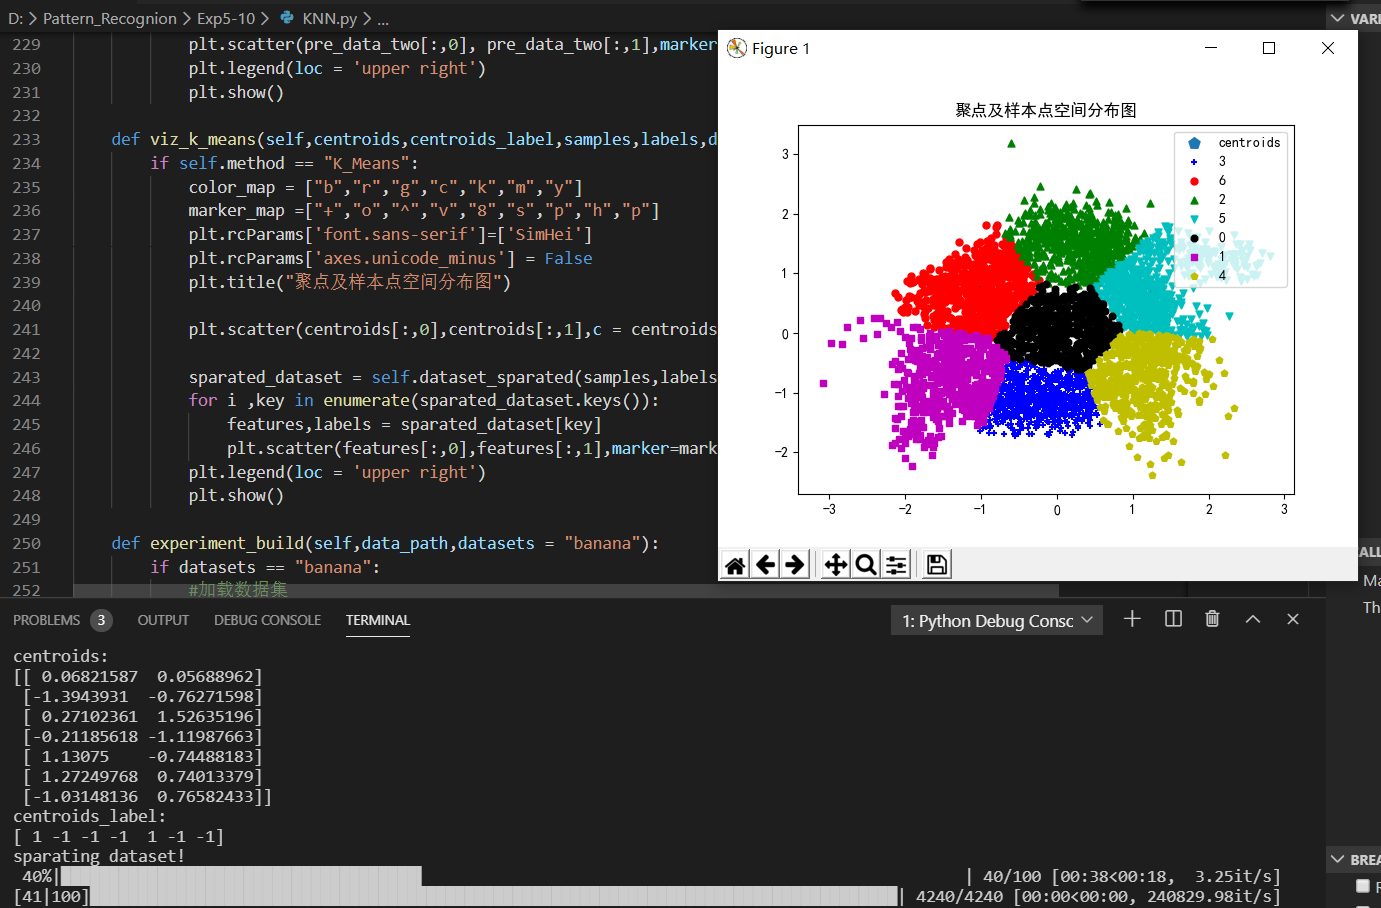 D: > Pattern_Recognion > Exp5-10 > KNN.py > ...
229 plt.scatter(pre_data_two[:,0], pre_data_two[:,1],marker
230 plt.legend(loc = 'upper right')
231 plt.show()
232
233 def viz_k_means(self,centroids,centroids_label,samples,labels,d
234 if self.method == "K_Means":
235 color_map = ["b","r","g","c","k","m","y"]
236 marker_map =["+","o","^","v","8","s","p","h","p"]
237 plt.rcParams['font.sans-serif']=['SimHei']
238 plt.rcParams['axes.unicode_minus'] = False
239 plt.title("聚点及样本点空间分布图")
240
241 plt.scatter(centroids[:,0],centroids[:,1],c = centroids
242
243 sparated_dataset = self.dataset_sparated(samples,labels
244 for i ,key in enumerate(sparated_dataset.keys()):
245 features,labels = sparated_dataset[key]
246 plt.scatter(features[:,0],features[:,1],marker=mark
247 plt.legend(loc = 'upper right')
248 plt.show()
249
250 def experiment_build(self,data_path,datasets = "banana"):
251 if datasets == "banana":
252 #加载数据集
Figure 1
聚点及样本点空间分布图
centroids
3
6
2
5
0
1
4
3
2
1
0
−1
−2
−3 −2 −1 0 1 2 3
VARI
ALL
Ma
Th
BREA
R
PROBLEMS 3 OUTPUT DEBUG CONSOLE TERMINAL 1: Python Debug Consc
centroids:
[[ 0.06821587 0.05688962]
[-1.3943931 -0.76271598]
[ 0.27102361 1.52635196]
[-0.21185618 -1.11987663]
[ 1.13075 -0.74488183]
[ 1.27249768 0.74013379]
[-1.03148136 0.76582433]]
centroids_label:
[ 1 -1 -1 -1 1 -1 -1]
sparating dataset!
40%| | 40/100 [00:38<00:18, 3.25it/s]
[41|100] | 4240/4240 [00:00<00:00, 240829.98it/s]